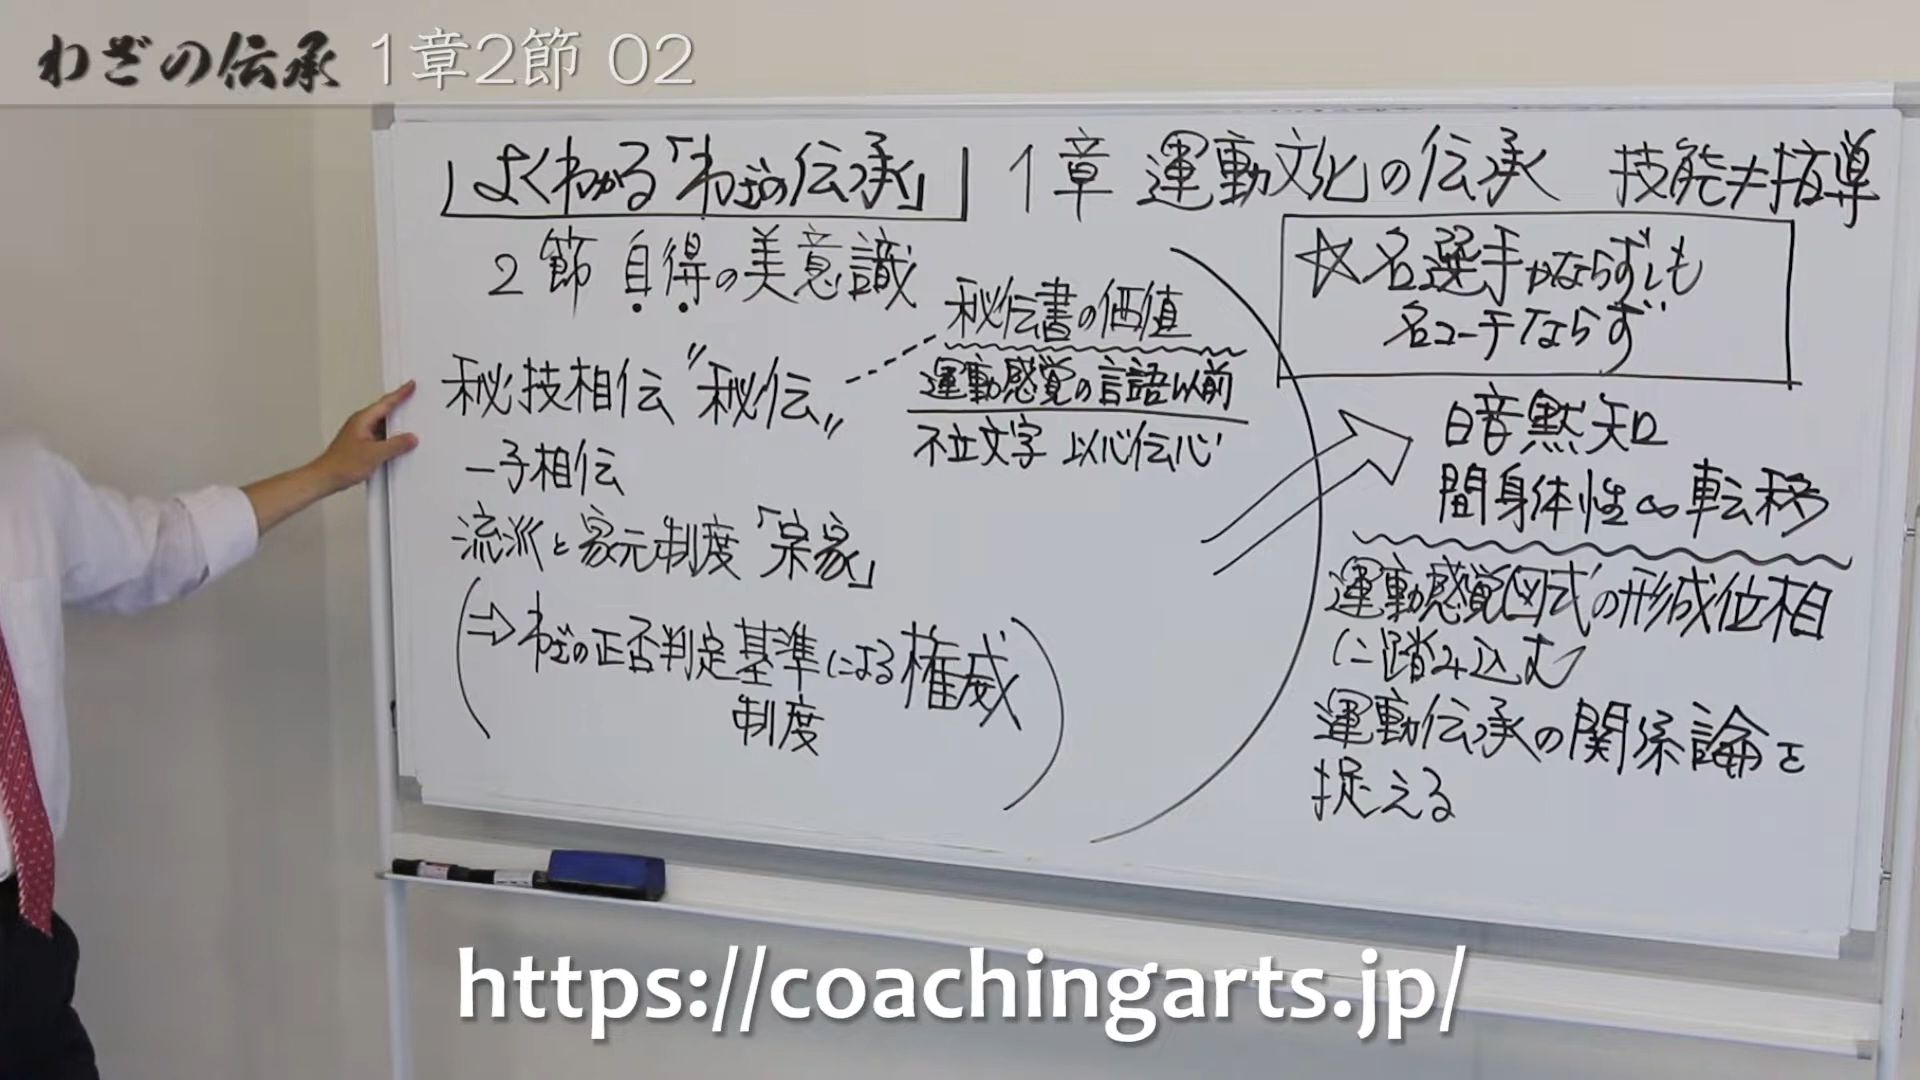 わざの伝承 1章2節 02
よくわかる「わざの伝承」 1章 運動文化の伝承 技能≠指導
2節 自得の美意識
秘技相伝 "秘伝"
一子相伝
流派と家元制度「宗家」
(⇒わざの正否判定基準による権威
制度)
秘伝書の価値
運動感覚の言語以前
不立文字 以心伝心
☆名選手かならずしも
名コーチならず
暗黙知
間身体性∞転移
運動感覚図式の形成位相
に踏み込む
運動伝承の関係論を
捉える
https://coachingarts.jp/